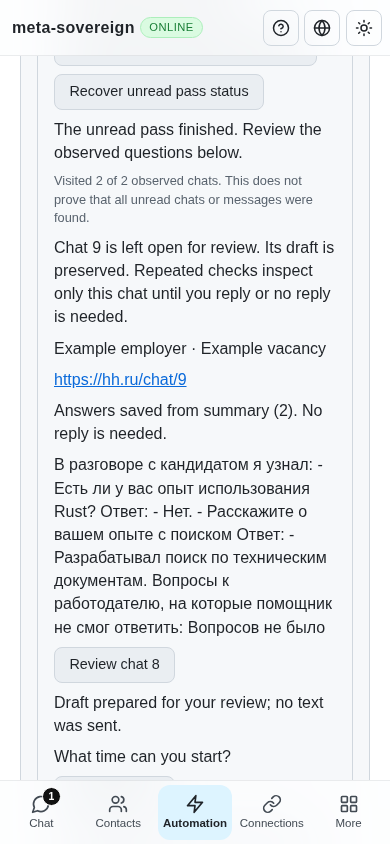 meta-sovereign ONLINE
Recover unread pass status
The unread pass finished. Review the
observed questions below.
Visited 2 of 2 observed chats. This does not
prove that all unread chats or messages were
found.
Chat 9 is left open for review. Its draft is
preserved. Repeated checks inspect
only this chat until you reply or no reply
is needed.
Example employer · Example vacancy
https://hh.ru/chat/9
Answers saved from summary (2). No
reply is needed.
В разговоре с кандидатом я узнал: -
Есть ли у вас опыт использования
Rust? Ответ: - Нет. - Расскажите о
вашем опыте с поиском Ответ: -
Разрабатывал поиск по техническим
документам. Вопросы к
работодателю, на которые помощник
не смог ответить: Вопросов не было
Review chat 8
Draft prepared for your review; no text
was sent.
What time can you start?
1
Chat Contacts Automation Connections More